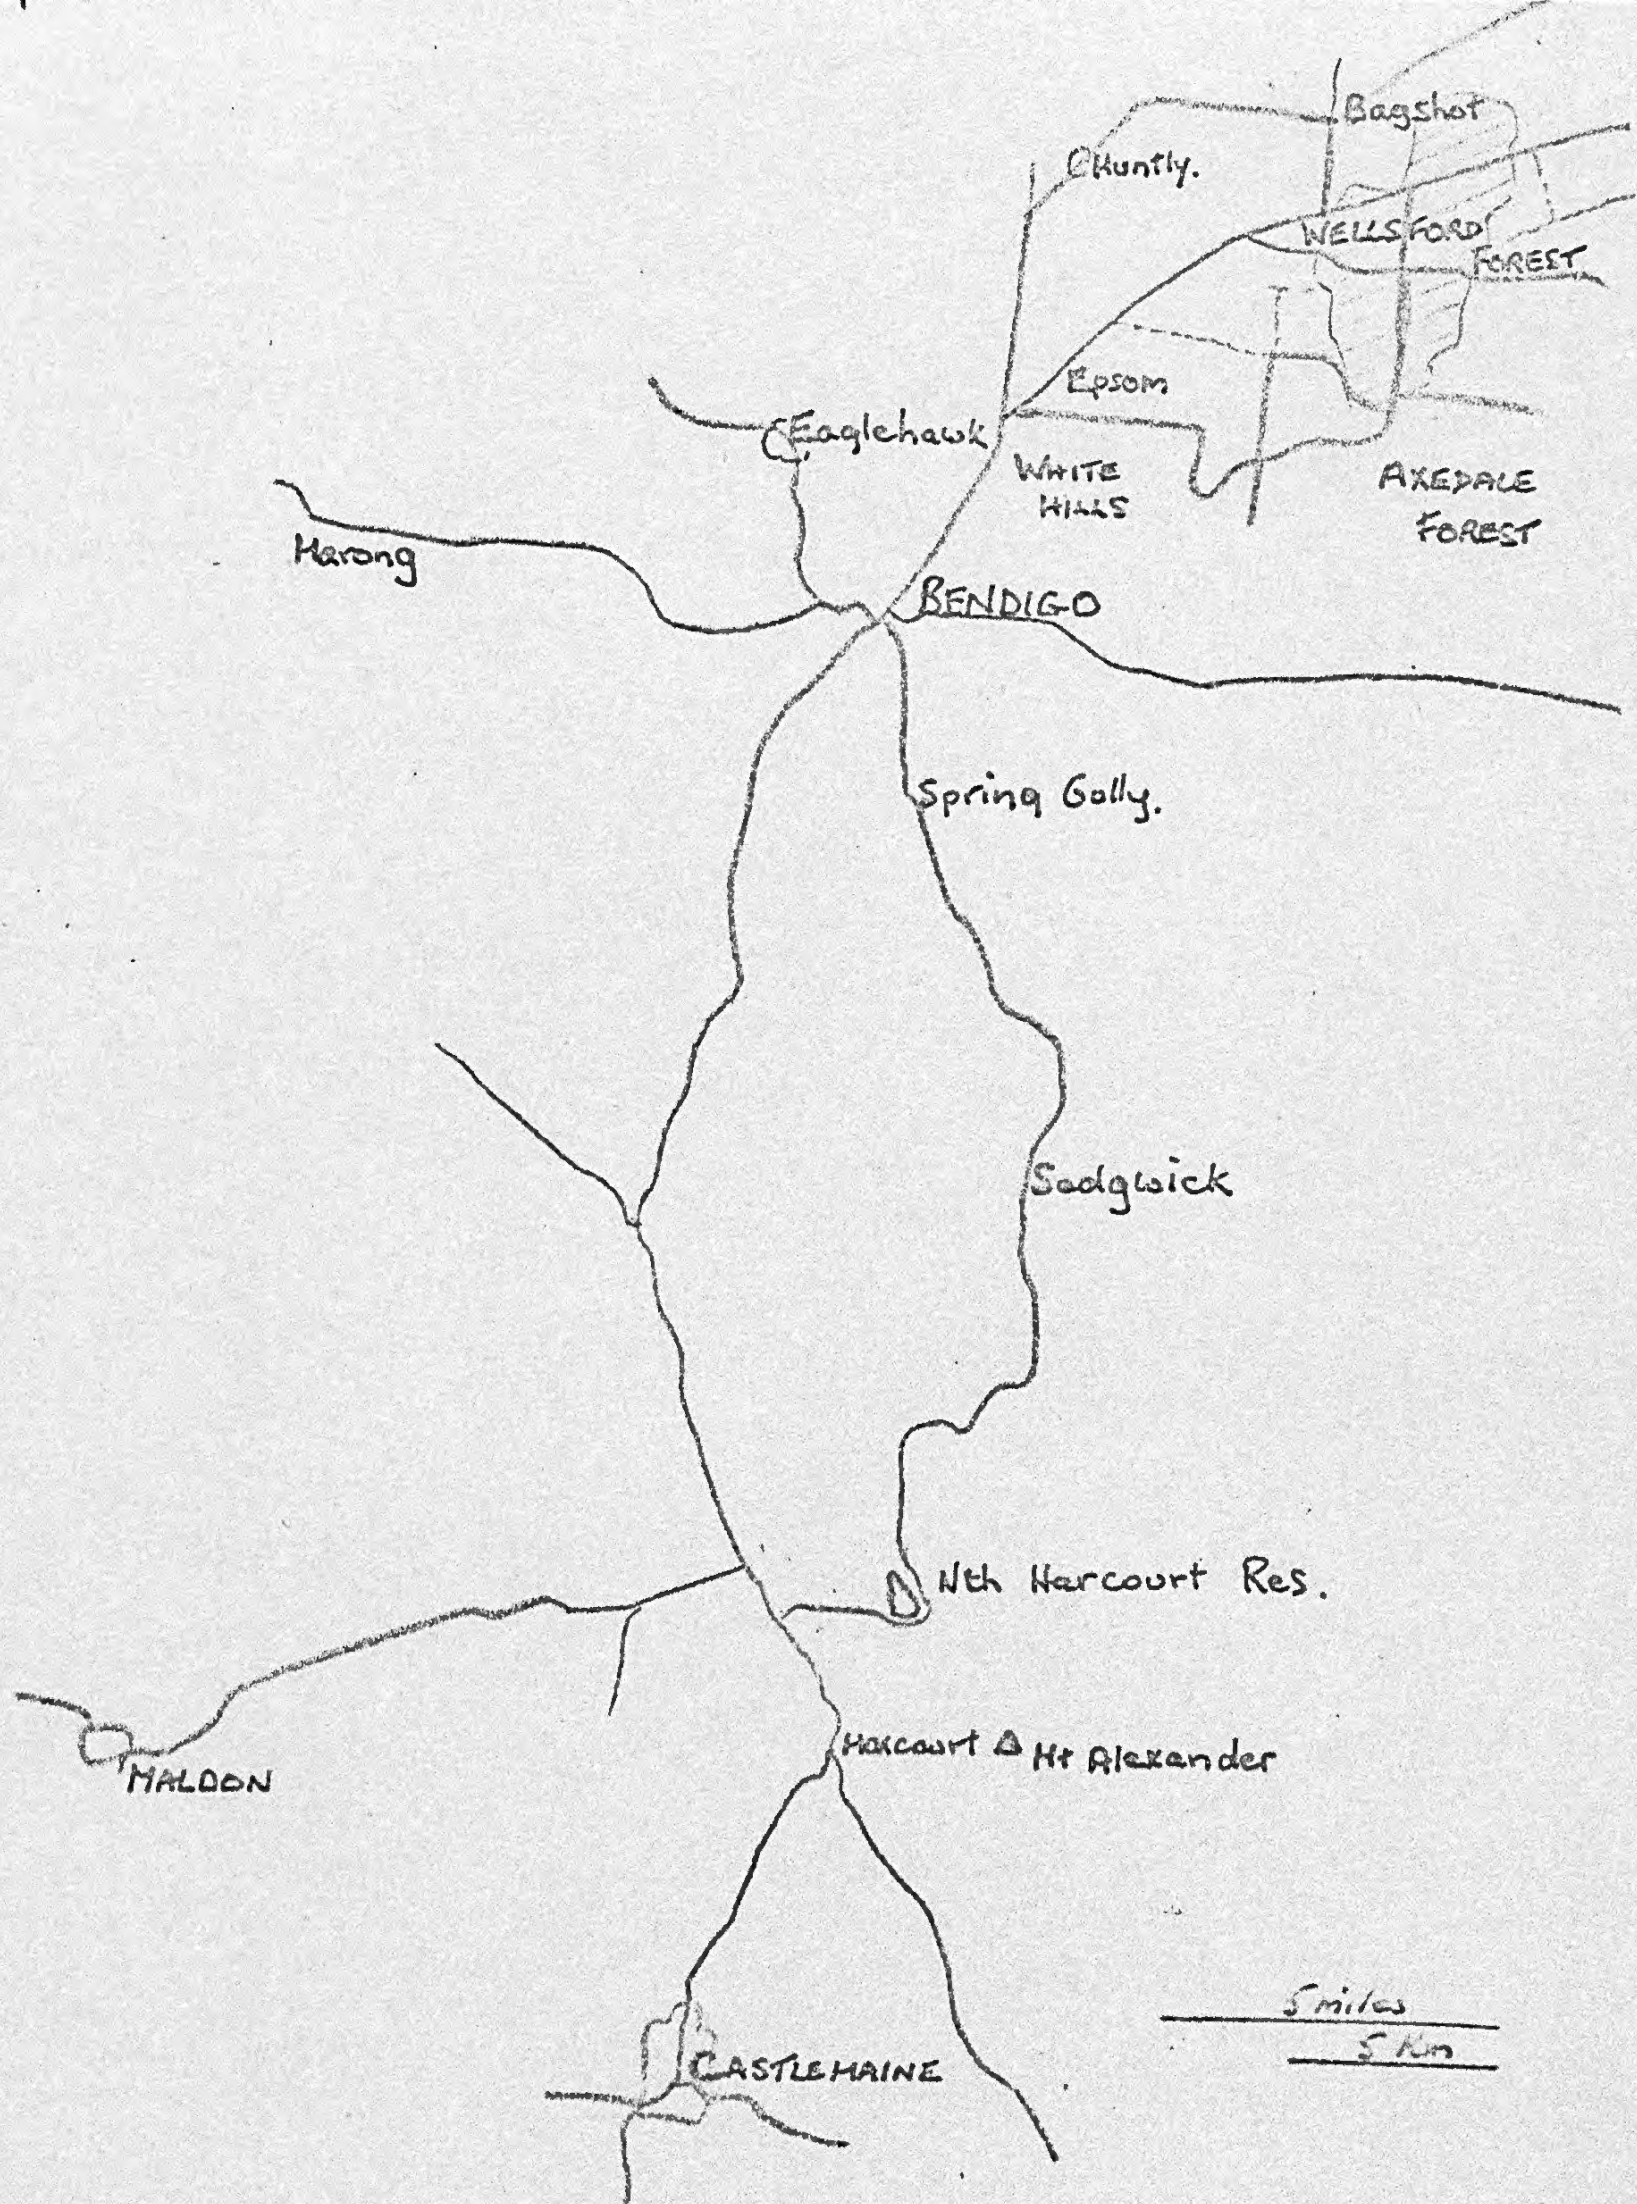 Bagshot
Huntly.
WELLSFORD
FOREST
Epsom
Eaglehawk
WHITE
HILLS
AXEDALE
FOREST
Marong
BENDIGO
Spring Golly.
Sedgwick
Nth Harcourt Res.
Harcourt Mt Alexander
MALDON
5 miles
5 Km
CASTLEMAINE